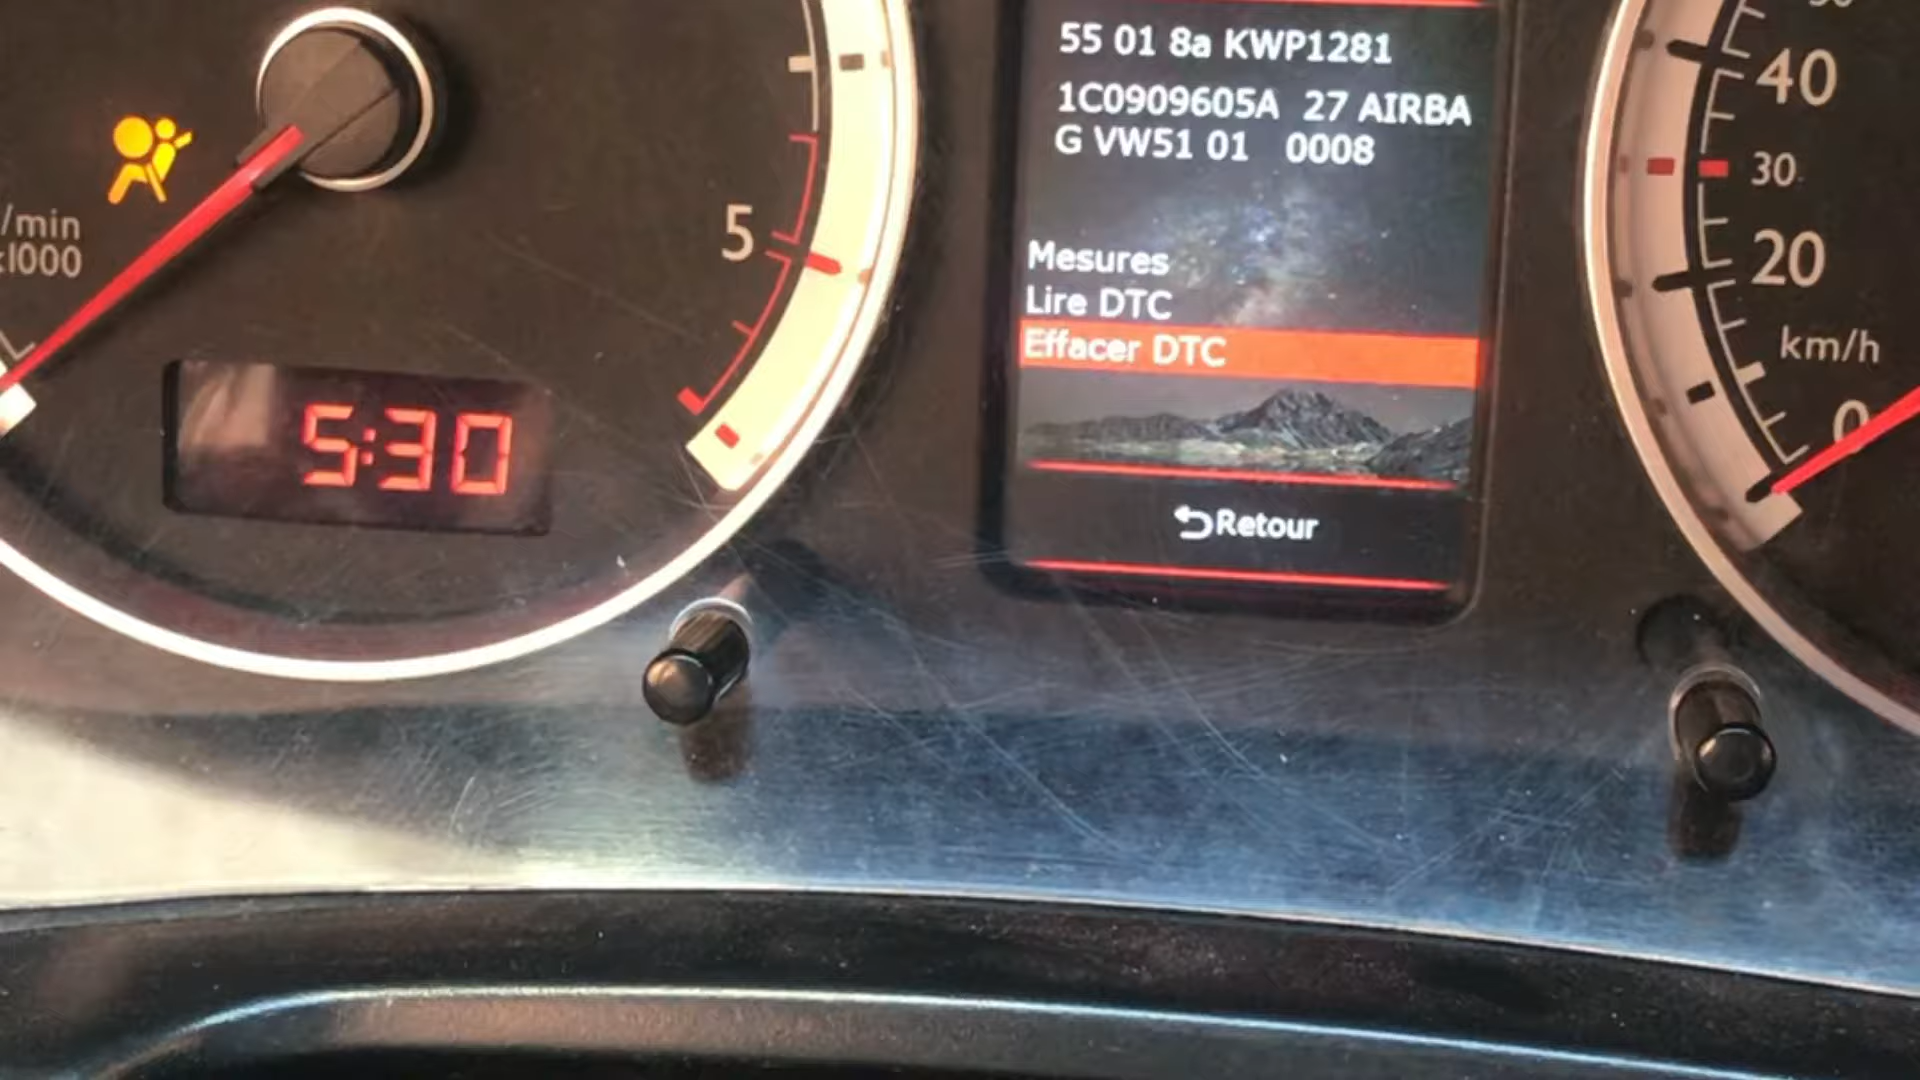 /min
x1000
5
5:30
55 01 8a KWP1281
1C0909605A 27 AIRBA
G VW51 01 0008
Mesures
Lire DTC
Effacer DTC
Retour
40
30
20
km/h
0